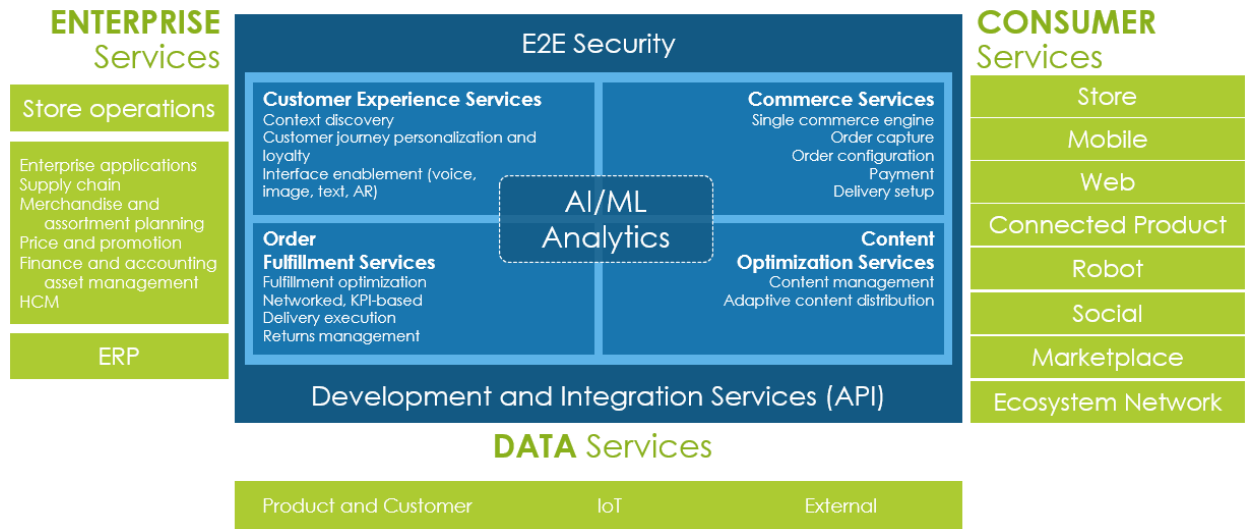 ENTERPRISE
Services
Store operations
Enterprise applications
Supply chain
Merchandise and
assortment planning
Price and promotion
Finance and accounting
asset management
HCM
ERP
E2E Security
Customer Experience Services
Context discovery
Customer journey personalization and
loyalty
Interface enablement (voice,
image, text, AR)
Commerce Services
Single commerce engine
Order capture
Order configuration
Payment
Delivery setup
AI/ML
Analytics
Order
Fulfillment Services
Fulfillment optimization
Networked, KPI-based
Delivery execution
Returns management
Content
Optimization Services
Content management
Adaptive content distribution
Development and Integration Services (API)
CONSUMER
Services
Store
Mobile
Web
Connected Product
Robot
Social
Marketplace
Ecosystem Network
DATA Services
Product and Customer
IoT
External